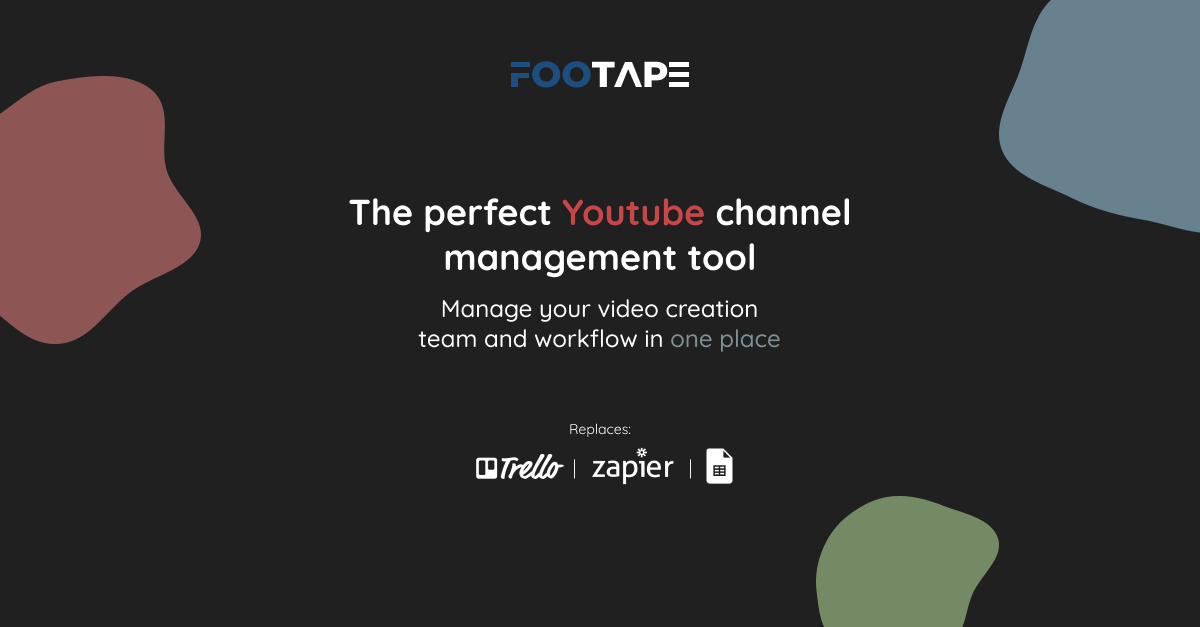 FOOTAPE
The perfect Youtube channel
management tool
Manage your video creation
team and workflow in one place
Replaces:
Trello | zapier |